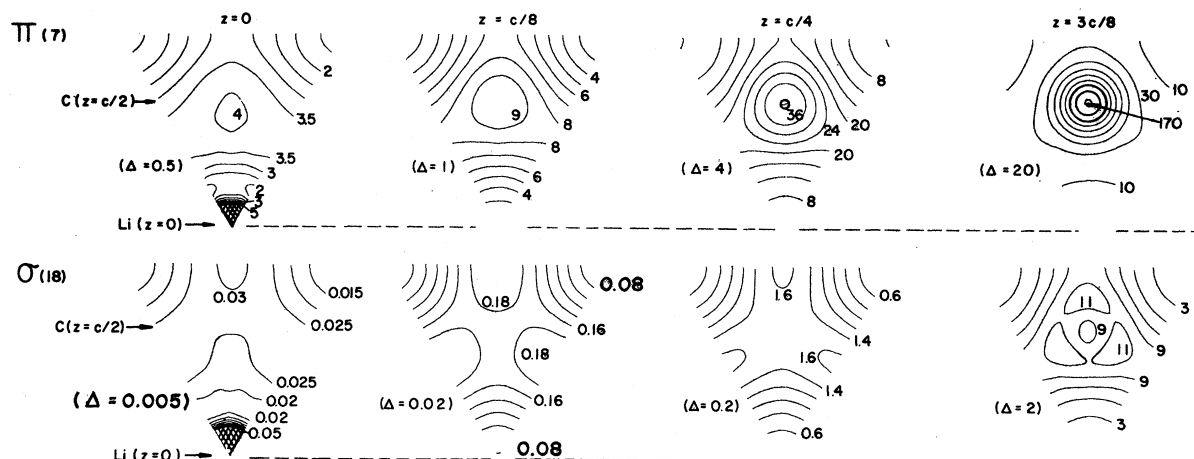 z=0 z=c/8 z=c/4 z=3c/8
Π(7)
2 4 8 10
C(z=c/2) 4 3.5 9 6 8 36 24 20 30 170
(Δ=0.5) 3.5 3 2 3 5
(Δ=1) 8 6 4
(Δ=4) 20 8
(Δ=20) 10
Li(z=0)
σ(18)
0.03 0.015 0.18 0.08 1.6 0.6 11 3
C(z=c/2) 0.025 0.16 1.4 9 11 9
0.18 1.6
(Δ=0.005) 0.025 0.02 0.02 0.05
(Δ=0.02) 0.16 0.08
(Δ=0.2) 1.4 0.6
(Δ=2) 9 3
Li(z=0)